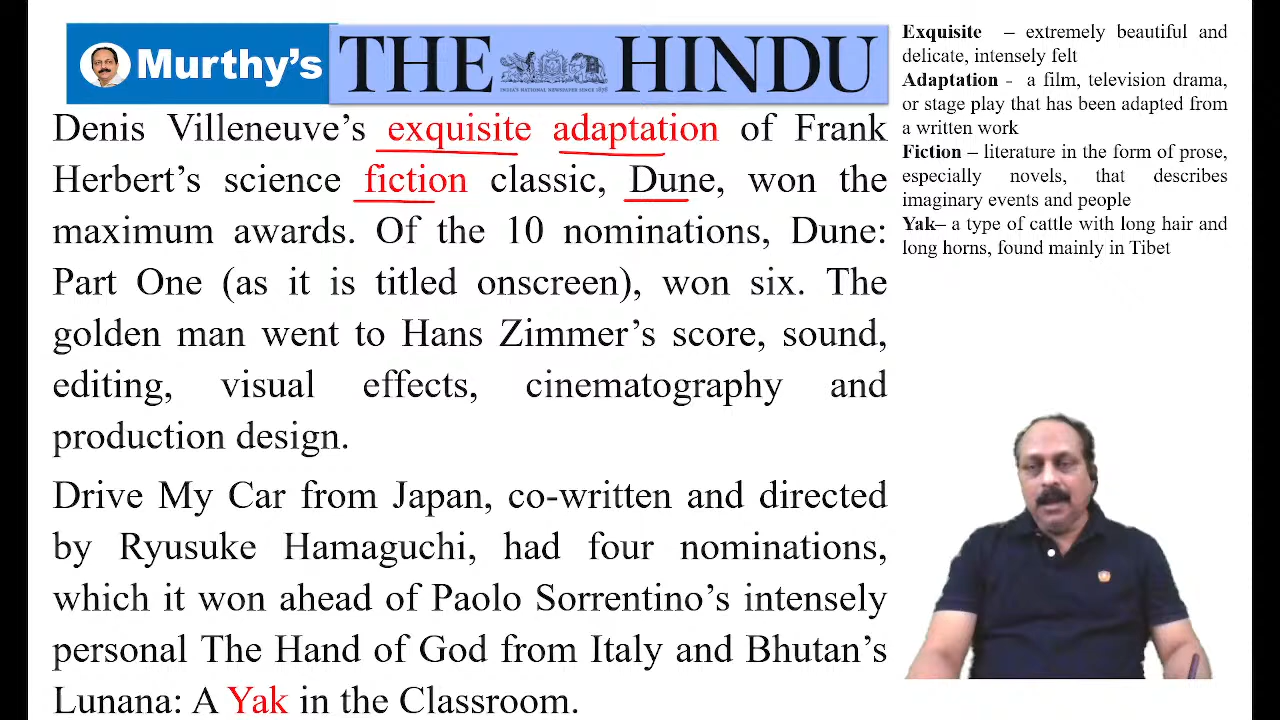 Murthy's THE HINDU
INDIA'S NATIONAL NEWSPAPER SINCE 1878
Denis Villeneuve’s exquisite adaptation of Frank
Herbert’s science fiction classic, Dune, won the
maximum awards. Of the 10 nominations, Dune:
Part One (as it is titled onscreen), won six. The
golden man went to Hans Zimmer’s score, sound,
editing, visual effects, cinematography and
production design.
Drive My Car from Japan, co-written and directed
by Ryusuke Hamaguchi, had four nominations,
which it won ahead of Paolo Sorrentino’s intensely
personal The Hand of God from Italy and Bhutan’s
Lunana: A Yak in the Classroom.
Exquisite – extremely beautiful and
delicate, intensely felt
Adaptation - a film, television drama,
or stage play that has been adapted from
a written work
Fiction – literature in the form of prose,
especially novels, that describes
imaginary events and people
Yak– a type of cattle with long hair and
long horns, found mainly in Tibet